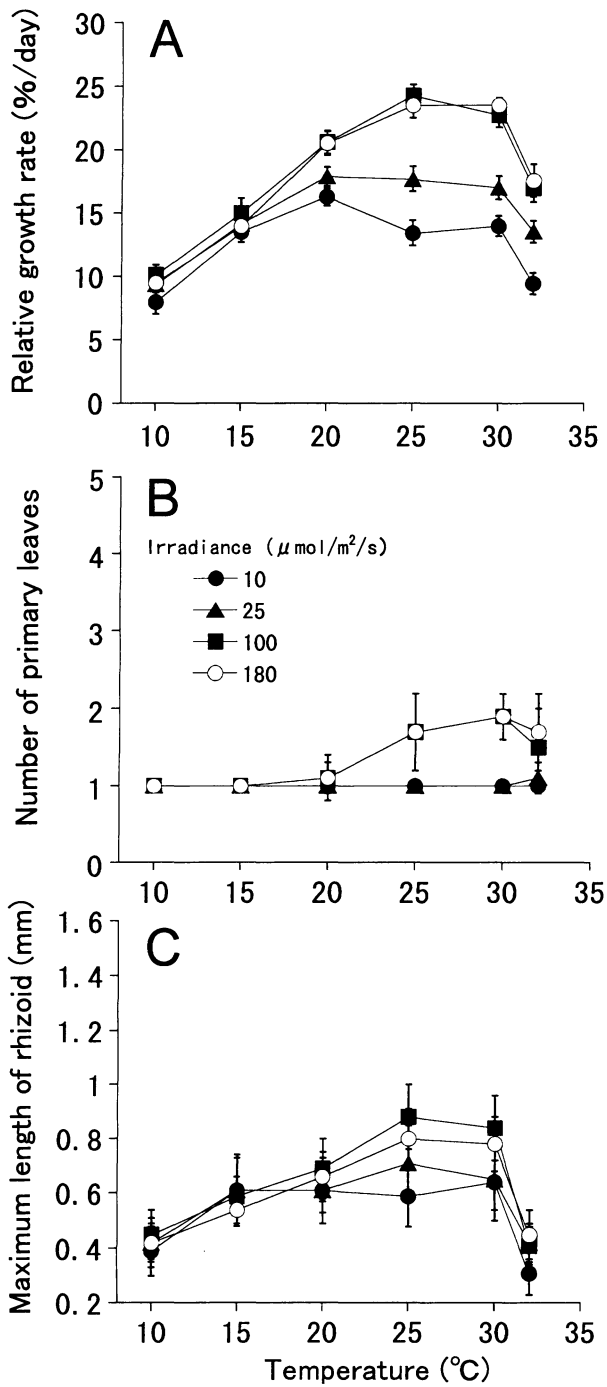 A
Relative growth rate (%/day)
30
25
20
15
10
5
0
10 15 20 25 30 35
B
Number of primary leaves
Irradiance (μmol/m²/s)
10
25
100
180
5
4
3
2
1
0
10 15 20 25 30 35
C
Maximum length of rhizoid (mm)
1.6
1.4
1.2
1
0.8
0.6
0.4
0.2
10 15 20 25 30 35
Temperature (℃)